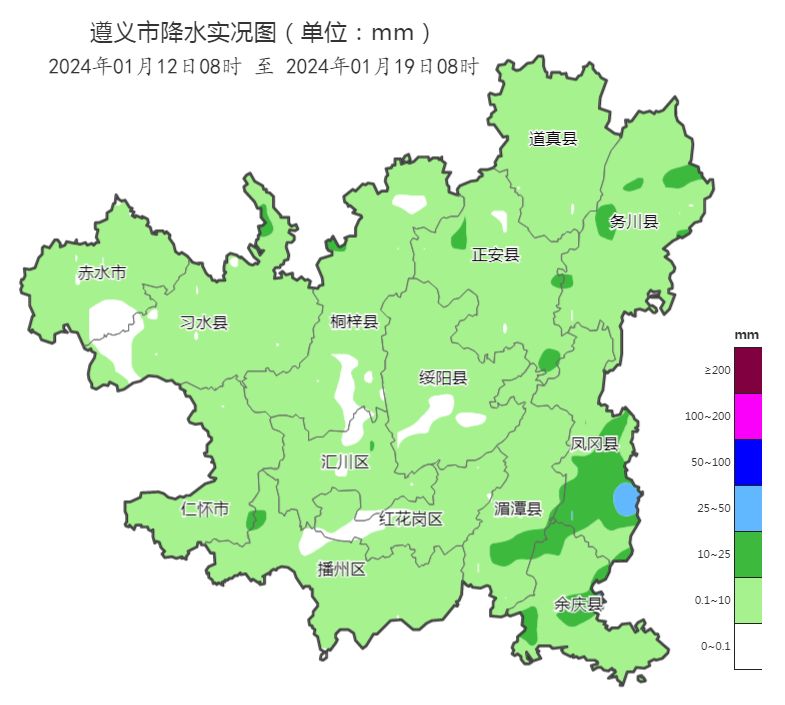 遵义市降水实况图（单位：mm）
2024年01月12日08时 至 2024年01月19日08时
道真县
务川县
正安县
赤水市
习水县
桐梓县
绥阳县
凤冈县
汇川区
仁怀市
红花岗区
湄潭县
播州区
余庆县
mm
≥200
100~200
50~100
25~50
10~25
0.1~10
0~0.1